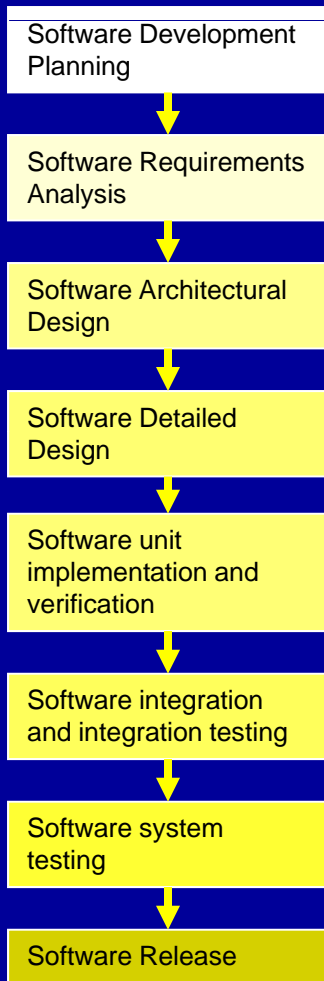 Software Development
Planning
Software Requirements
Analysis
Software Architectural
Design
Software Detailed
Design
Software unit
implementation and
verification
Software integration
and integration testing
Software system
testing
Software Release